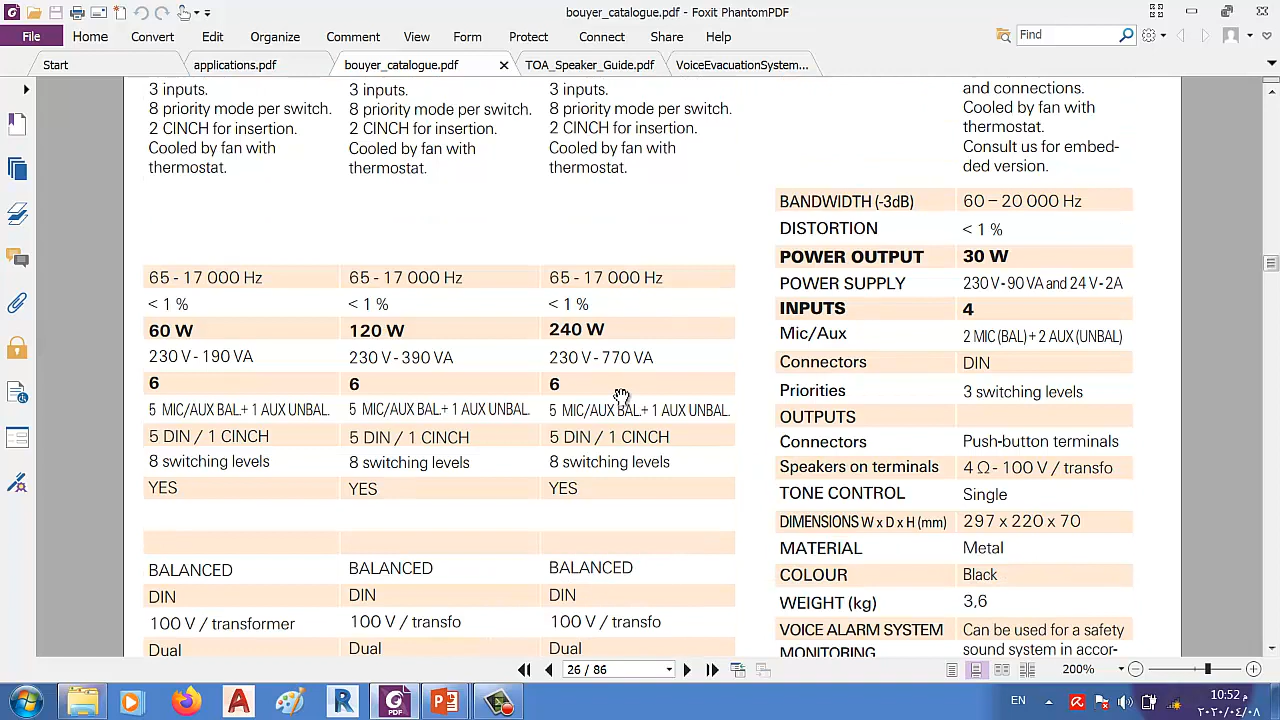 bouyer_catalogue.pdf - Foxit PhantomPDF
File Home Convert Edit Organize Comment View Form Protect Connect Share Help
Find
Start applications.pdf bouyer_catalogue.pdf TOA_Speaker_Guide.pdf VoiceEvacuationSystem...
3 inputs. 3 inputs. 3 inputs.
8 priority mode per switch. 8 priority mode per switch. 8 priority mode per switch.
2 CINCH for insertion. 2 CINCH for insertion. 2 CINCH for insertion.
Cooled by fan with Cooled by fan with Cooled by fan with
thermostat. thermostat. thermostat.
65 - 17 000 Hz 65 - 17 000 Hz 65 - 17 000 Hz
< 1 % < 1 % < 1 %
60 W 120 W 240 W
230 V - 190 VA 230 V - 390 VA 230 V - 770 VA
6 6 6
5 MIC/AUX BAL.+ 1 AUX UNBAL. 5 MIC/AUX BAL.+ 1 AUX UNBAL. 5 MIC/AUX BAL.+ 1 AUX UNBAL.
5 DIN / 1 CINCH 5 DIN / 1 CINCH 5 DIN / 1 CINCH
8 switching levels 8 switching levels 8 switching levels
YES YES YES
BALANCED BALANCED BALANCED
DIN DIN DIN
100 V / transformer 100 V / transfo 100 V / transfo
Dual Dual Dual
and connections.
Cooled by fan with
thermostat.
Consult us for embed-
ded version.
BANDWIDTH (-3dB) 60 – 20 000 Hz
DISTORTION < 1 %
POWER OUTPUT 30 W
POWER SUPPLY 230 V - 90 VA and 24 V - 2A
INPUTS 4
Mic/Aux 2 MIC (BAL) + 2 AUX (UNBAL)
Connectors DIN
Priorities 3 switching levels
OUTPUTS
Connectors Push-button terminals
Speakers on terminals 4 Ω - 100 V / transfo
TONE CONTROL Single
DIMENSIONS W x D x H (mm) 297 x 220 x 70
MATERIAL Metal
COLOUR Black
WEIGHT (kg) 3,6
VOICE ALARM SYSTEM Can be used for a safety
MONITORING sound system in accor-
26 / 86 200%
EN 10:52 م
٢٠٢٠/٠٤/٠٨